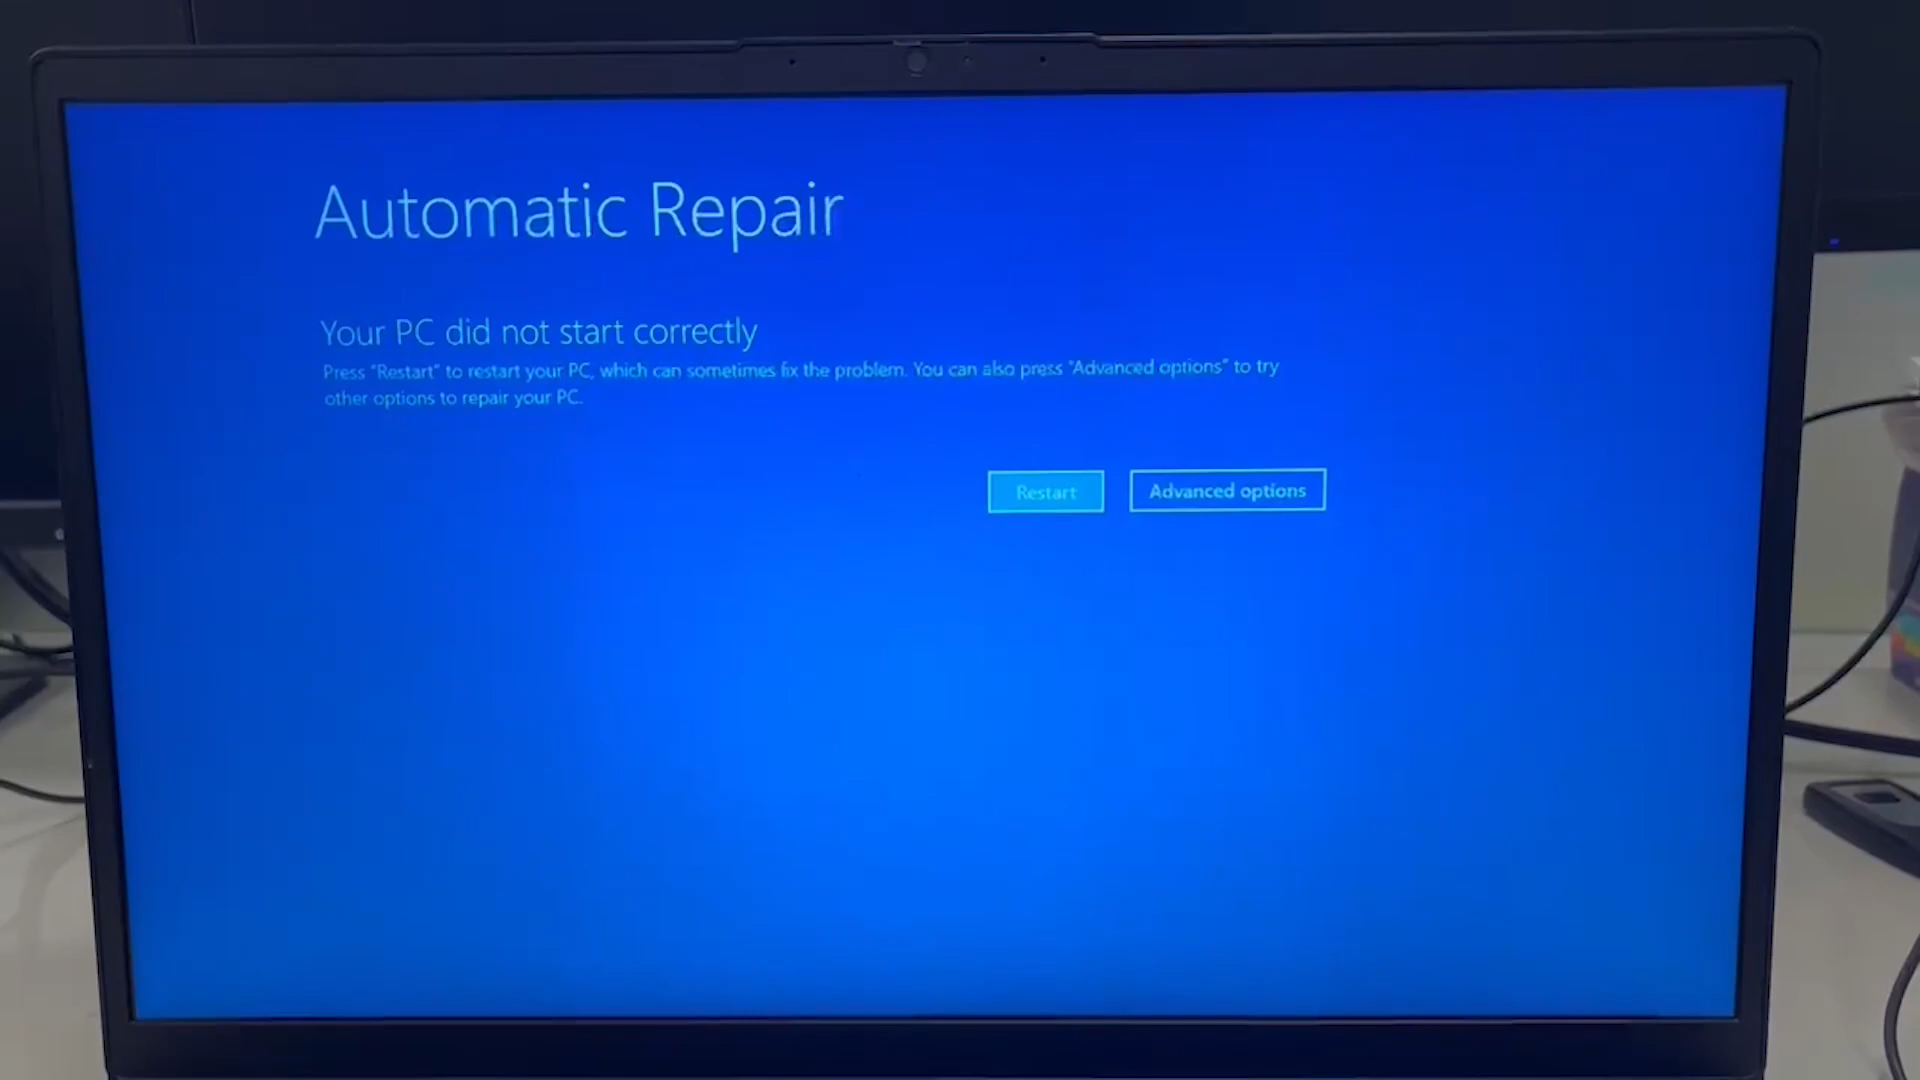 Automatic Repair
Your PC did not start correctly
Press "Restart" to restart your PC, which can sometimes fix the problem. You can also press "Advanced options" to try
other options to repair your PC.
Restart
Advanced options